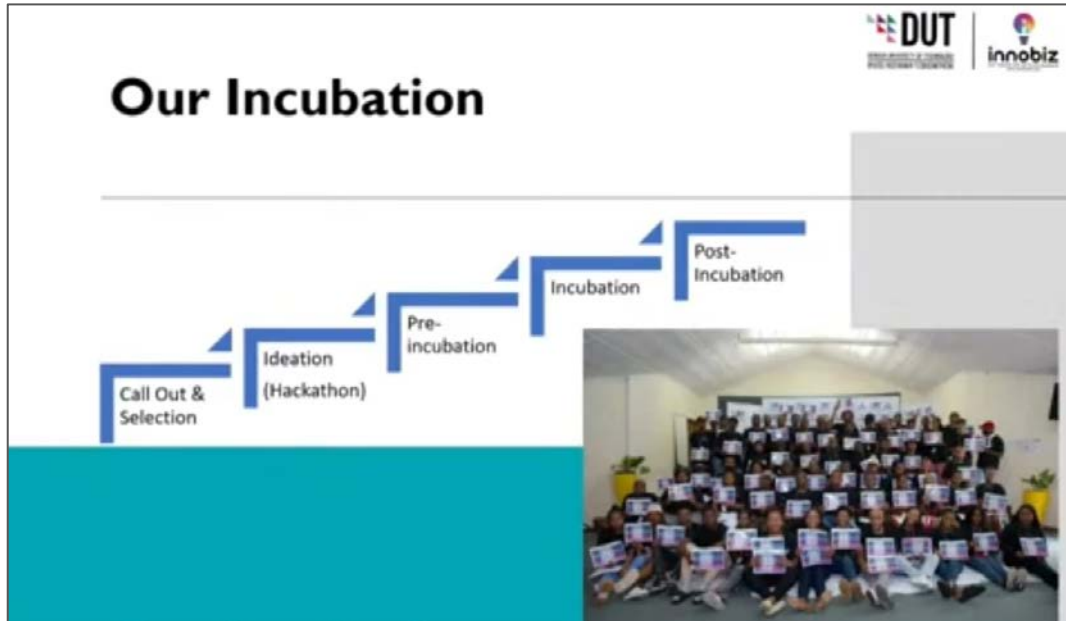 DUT
innobiz
Our Incubation
Call Out &
Selection
Ideation
(Hackathon)
Pre-
incubation
Incubation
Post-
Incubation